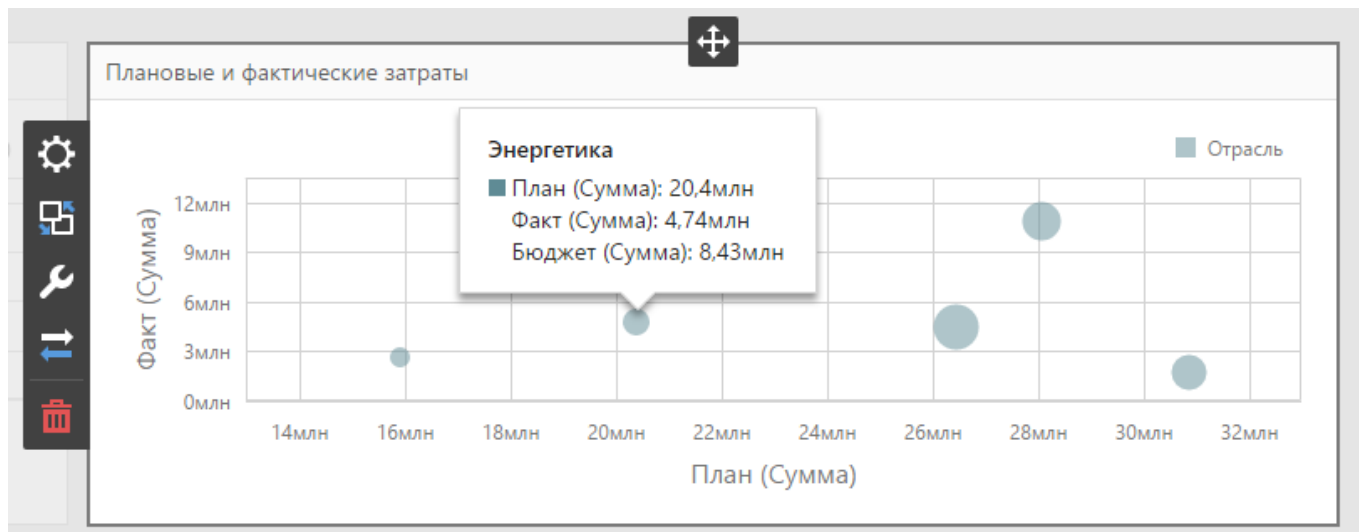 Плановые и фактические затраты
Энергетика
План (Сумма): 20,4млн
Факт (Сумма): 4,74млн
Бюджет (Сумма): 8,43млн
Отрасль
Факт (Сумма)
12млн
9млн
6млн
3млн
0млн
14млн 16млн 18млн 20млн 22млн 24млн 26млн 28млн 30млн 32млн
План (Сумма)